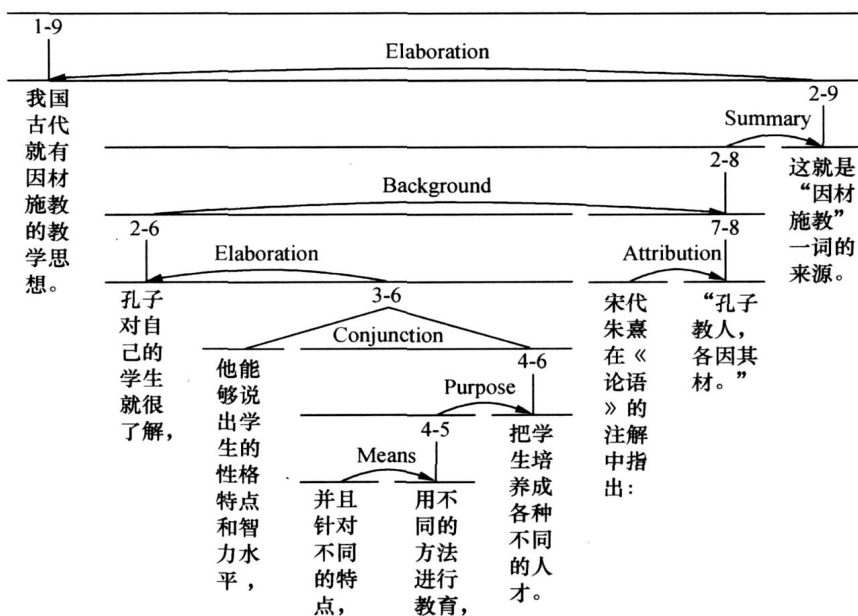 1-9
Elaboration
我国
古代
就有
因材
施教
的教
学思
想。
2-9
Summary
2-8
这就是
“因材
施教”
一词的
来源。
Background
2-6
7-8
Elaboration
Attribution
孔子
对自
己的
学生
就很
了解，
3-6
宋代
朱熹
在《
论语
》的
注解
中指
出：
“孔子
教人，
各因其
材。”
Conjunction
他能
够说
出学
生的
性格
特点
和智
力水
平，
4-6
Purpose
4-5
把学
生培
养成
各种
不同
的人
才。
Means
并且
针对
不同
的特
点，
用不
同的
方法
进行
教育，